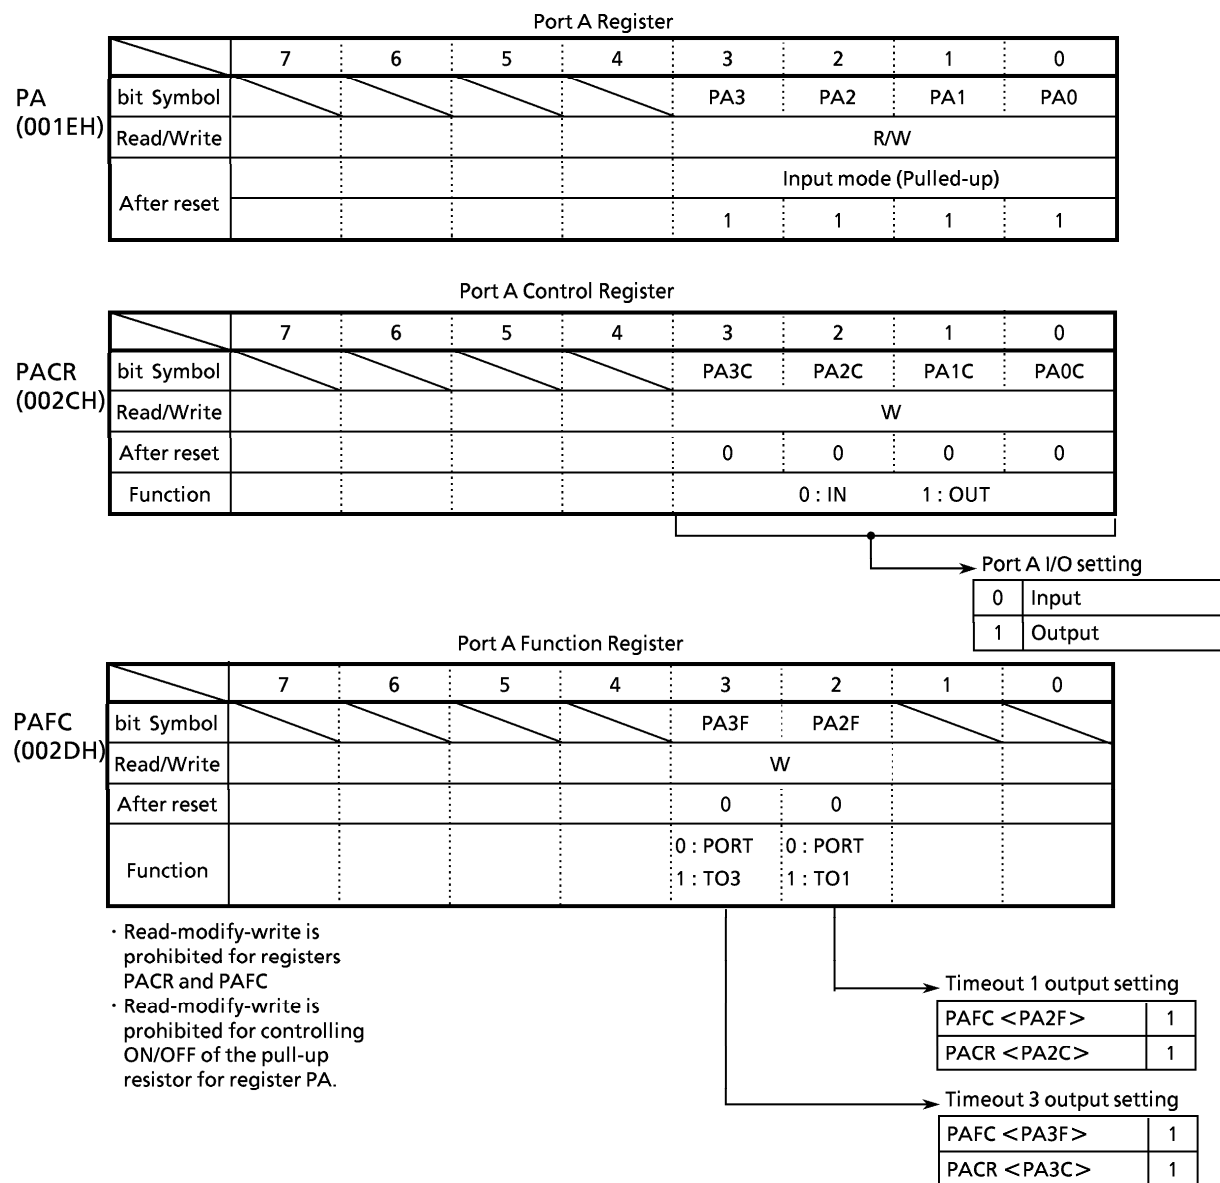 Port A Register
7 6 5 4 3 2 1 0
PA
(001EH)
bit Symbol PA3 PA2 PA1 PA0
Read/Write R/W
After reset
Input mode (Pulled-up)
1 1 1 1
Port A Control Register
7 6 5 4 3 2 1 0
PACR
(002CH)
bit Symbol PA3C PA2C PA1C PA0C
Read/Write W
After reset 0 0 0 0
Function 0 : IN 1 : OUT
Port A I/O setting
0 Input
1 Output
Port A Function Register
7 6 5 4 3 2 1 0
PAFC
(002DH)
bit Symbol PA3F PA2F
Read/Write W
After reset 0 0
Function
0 : PORT 0 : PORT
1 : TO3 1 : TO1
· Read-modify-write is
prohibited for registers
PACR and PAFC
· Read-modify-write is
prohibited for controlling
ON/OFF of the pull-up
resistor for register PA.
Timeout 1 output setting
PAFC <PA2F> 1
PACR <PA2C> 1
Timeout 3 output setting
PAFC <PA3F> 1
PACR <PA3C> 1